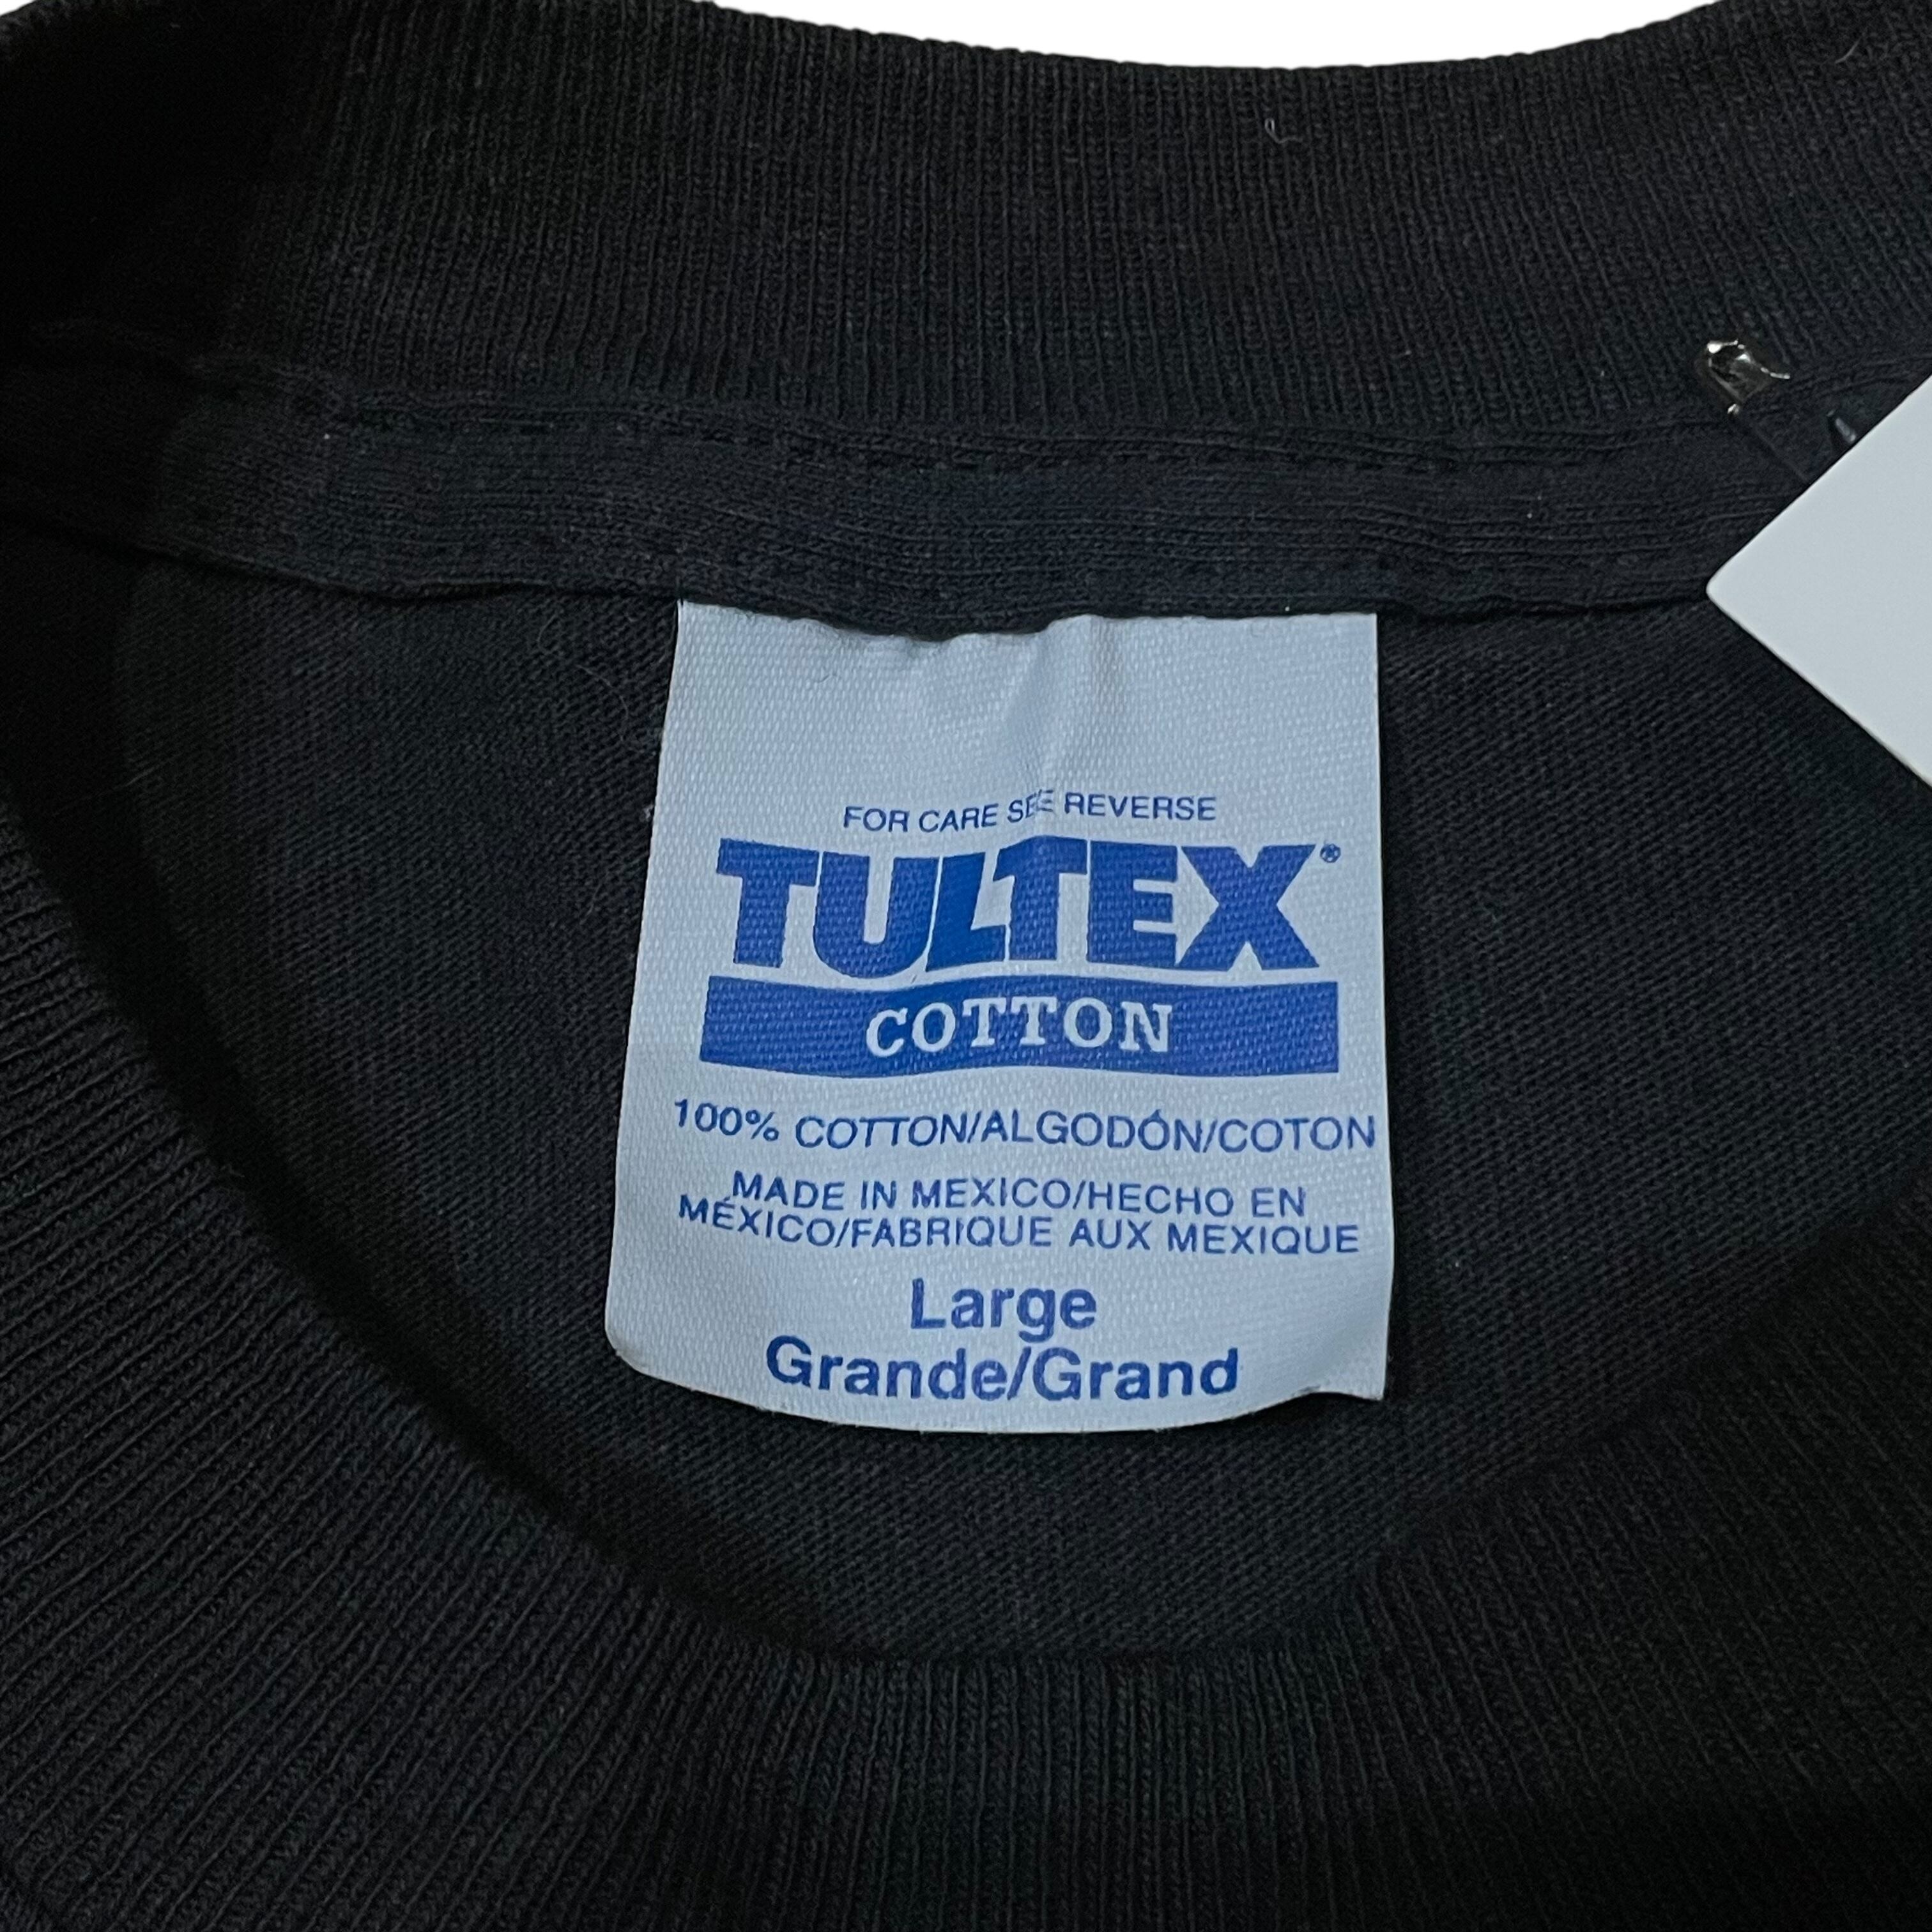 FOR CARE SEE REVERSE
TULTEX®
COTTON
100% COTTON/ALGODÓN/COTON
MADE IN MEXICO/HECHO EN
MÉXICO/FABRIQUE AUX MEXIQUE
Large
Grande/Grand